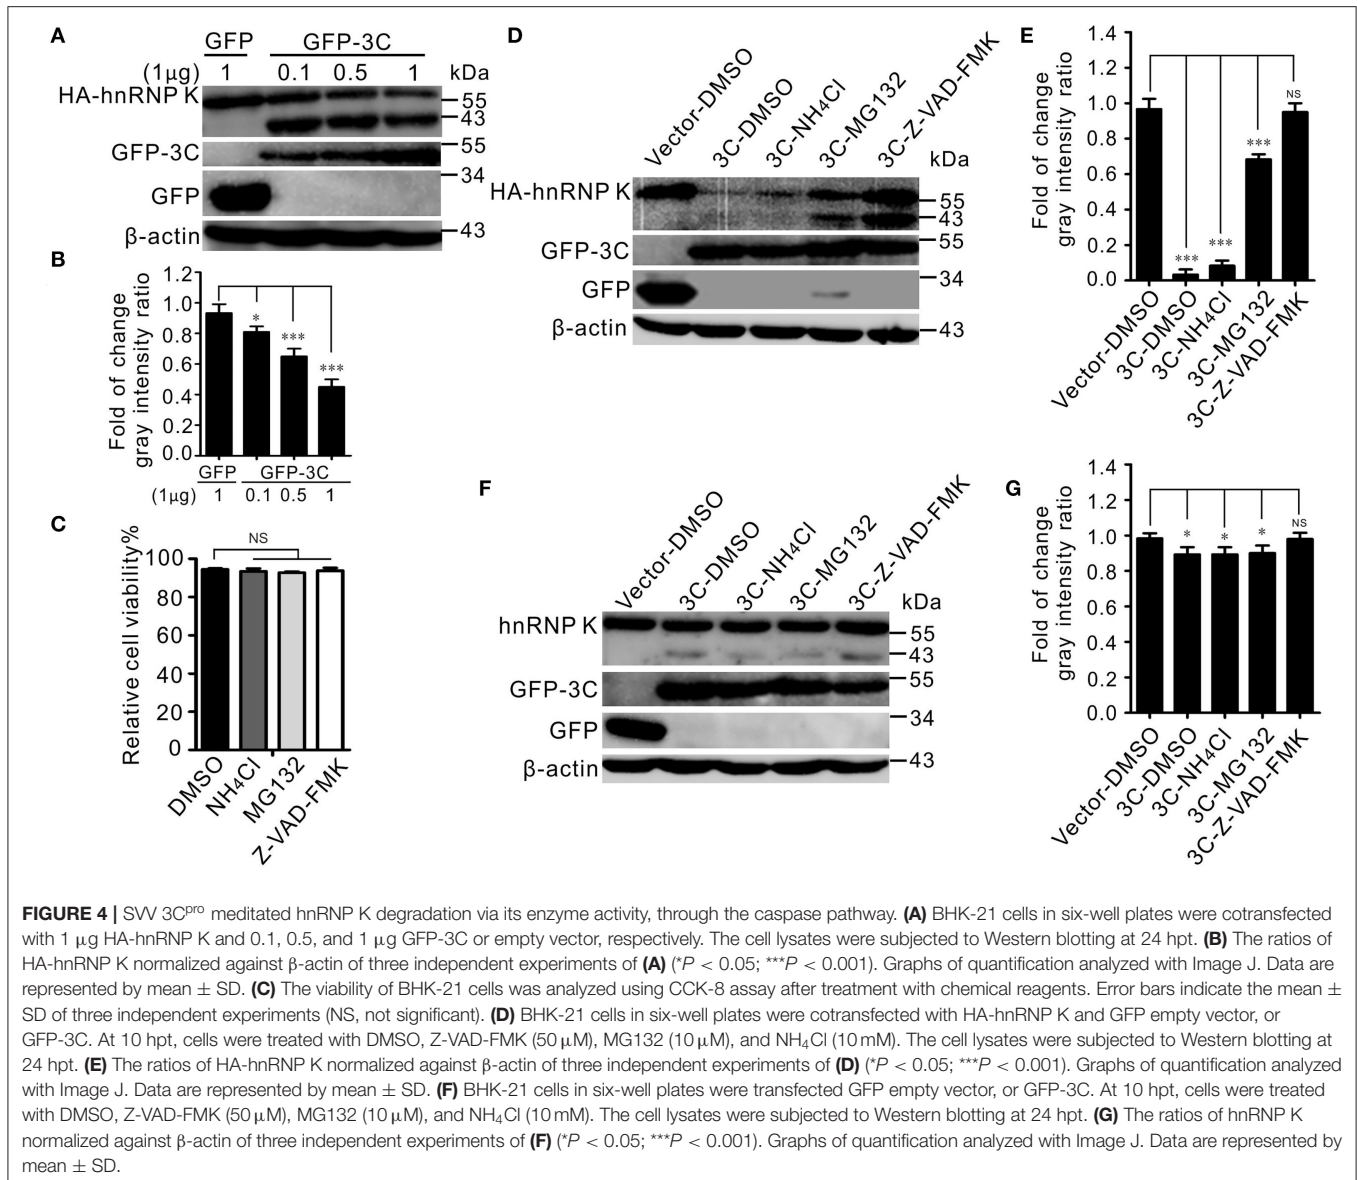 A
GFP GFP-3C
(1μg) 1 0.1 0.5 1 kDa
HA-hnRNP K
55
43
GFP-3C
55
34
GFP
β-actin
43
B
Fold of change
gray intensity ratio
1.2
1.0
0.8
0.6
0.4
0.2
0.0
* *** ***
GFP GFP-3C
(1μg) 1 0.1 0.5 1
C
Relative cell viability%
100
80
60
40
20
0
NS
DMSO
NH4Cl
MG132
Z-VAD-FMK
D
Vector-DMSO
3C-DMSO
3C-NH4Cl
3C-MG132
3C-Z-VAD-FMK
kDa
HA-hnRNP K
55
43
GFP-3C
55
GFP
34
β-actin
43
E
Fold of change
gray intensity ratio
1.4
1.2
1.0
0.8
0.6
0.4
0.2
0.0
*** *** *** NS
Vector-DMSO
3C-DMSO
3C-NH4Cl
3C-MG132
3C-Z-VAD-FMK
F
Vector-DMSO
3C-DMSO
3C-NH4Cl
3C-MG132
3C-Z-VAD-FMK
kDa
hnRNP K
55
43
GFP-3C
55
GFP
34
β-actin
43
G
Fold of change
gray intensity ratio
1.4
1.2
1.0
0.8
0.6
0.4
0.2
0.0
* * * NS
Vector-DMSO
3C-DMSO
3C-NH4Cl
3C-MG132
3C-Z-VAD-FMK
FIGURE 4 | SVV 3Cpro meditated hnRNP K degradation via its enzyme activity, through the caspase pathway. (A) BHK-21 cells in six-well plates were cotransfected
with 1 μg HA-hnRNP K and 0.1, 0.5, and 1 μg GFP-3C or empty vector, respectively. The cell lysates were subjected to Western blotting at 24 hpt. (B) The ratios of
HA-hnRNP K normalized against β-actin of three independent experiments of (A) (*P < 0.05; ***P < 0.001). Graphs of quantification analyzed with Image J. Data are
represented by mean ± SD. (C) The viability of BHK-21 cells was analyzed using CCK-8 assay after treatment with chemical reagents. Error bars indicate the mean ±
SD of three independent experiments (NS, not significant). (D) BHK-21 cells in six-well plates were cotransfected with HA-hnRNP K and GFP empty vector, or
GFP-3C. At 10 hpt, cells were treated with DMSO, Z-VAD-FMK (50 μM), MG132 (10 μM), and NH4Cl (10 mM). The cell lysates were subjected to Western blotting at
24 hpt. (E) The ratios of HA-hnRNP K normalized against β-actin of three independent experiments of (D) (*P < 0.05; ***P < 0.001). Graphs of quantification analyzed
with Image J. Data are represented by mean ± SD. (F) BHK-21 cells in six-well plates were transfected GFP empty vector, or GFP-3C. At 10 hpt, cells were treated
with DMSO, Z-VAD-FMK (50 μM), MG132 (10 μM), and NH4Cl (10 mM). The cell lysates were subjected to Western blotting at 24 hpt. (G) The ratios of hnRNP K
normalized against β-actin of three independent experiments of (F) (*P < 0.05; ***P < 0.001). Graphs of quantification analyzed with Image J. Data are represented by
mean ± SD.